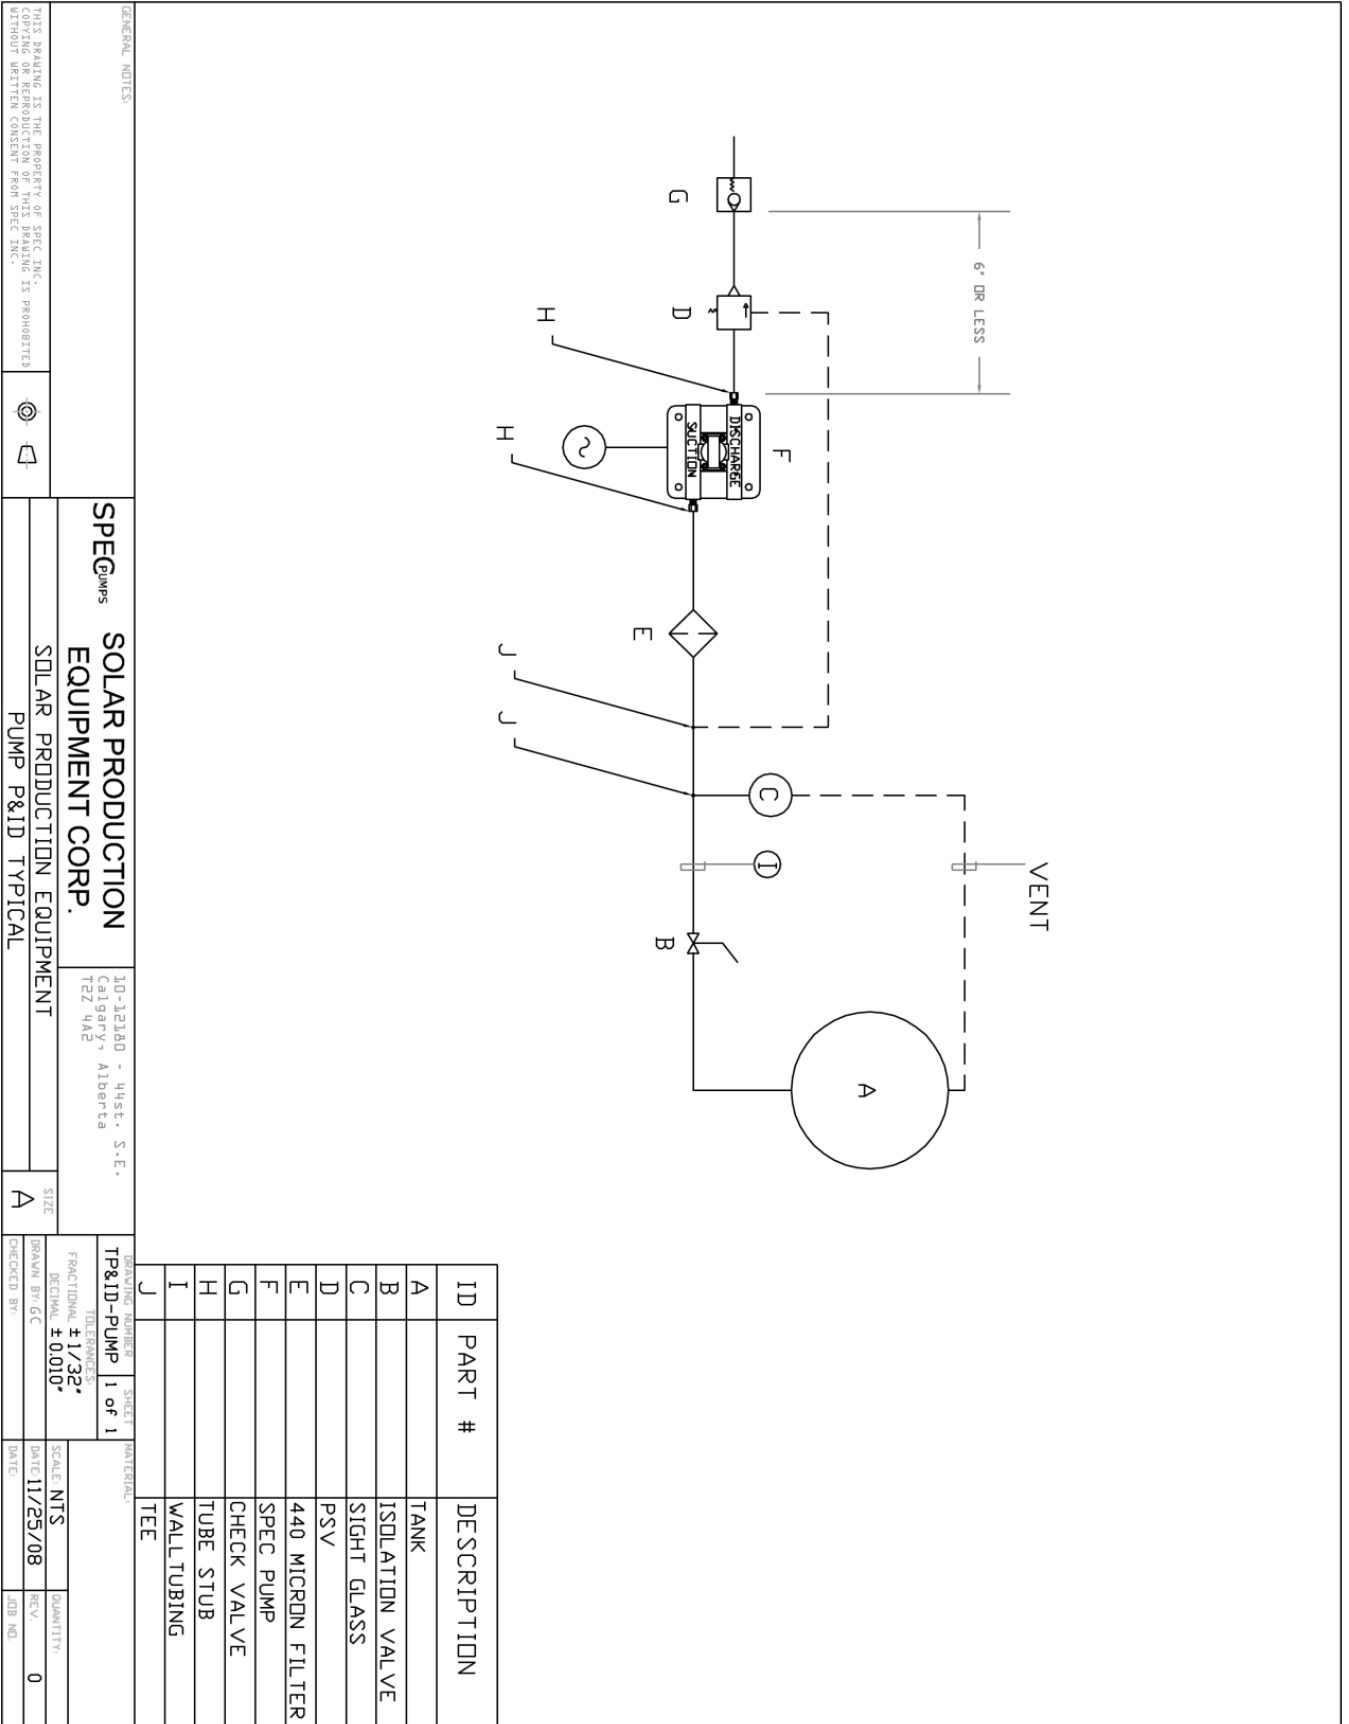 VENT
6" OR LESS
G
D
H
H
F
DISCHARGE
SUCTION
E
J
J
C
I
B
A
ID PART # DESCRIPTION
A TANK
B ISOLATION VALVE
C SIGHT GLASS
D PSV
E 440 MICRON FILTER
F SPEC PUMP
G CHECK VALVE
H TUBE STUB
I WALL TUBING
J TEE
GENERAL NOTES:
THIS DRAWING IS THE PROPERTY OF SPEC INC.
COPYING OR REPRODUCTION OF THIS DRAWING IS PROHOBITED
WITHOUT WRITTEN CONSENT FROM SPEC INC.
SPEC PUMPS
SOLAR PRODUCTION
EQUIPMENT CORP.
10-12180 - 44st. S.E.
Calgary, Alberta
T2Z 4A2
SOLAR PRODUCTION EQUIPMENT
PUMP P&ID TYPICAL
SIZE
A
DRAWING NUMBER
TP&ID-PUMP
SHEET
1 of 1
MATERIAL:
TOLERANCES:
FRACTIONAL ±1/32"
DECIMAL ±0.010"
SCALE: NTS
QUANTITY:
DRAWN BY: GC
DATE: 11/25/08
REV. 0
CHECKED BY:
DATE:
JOB NO.